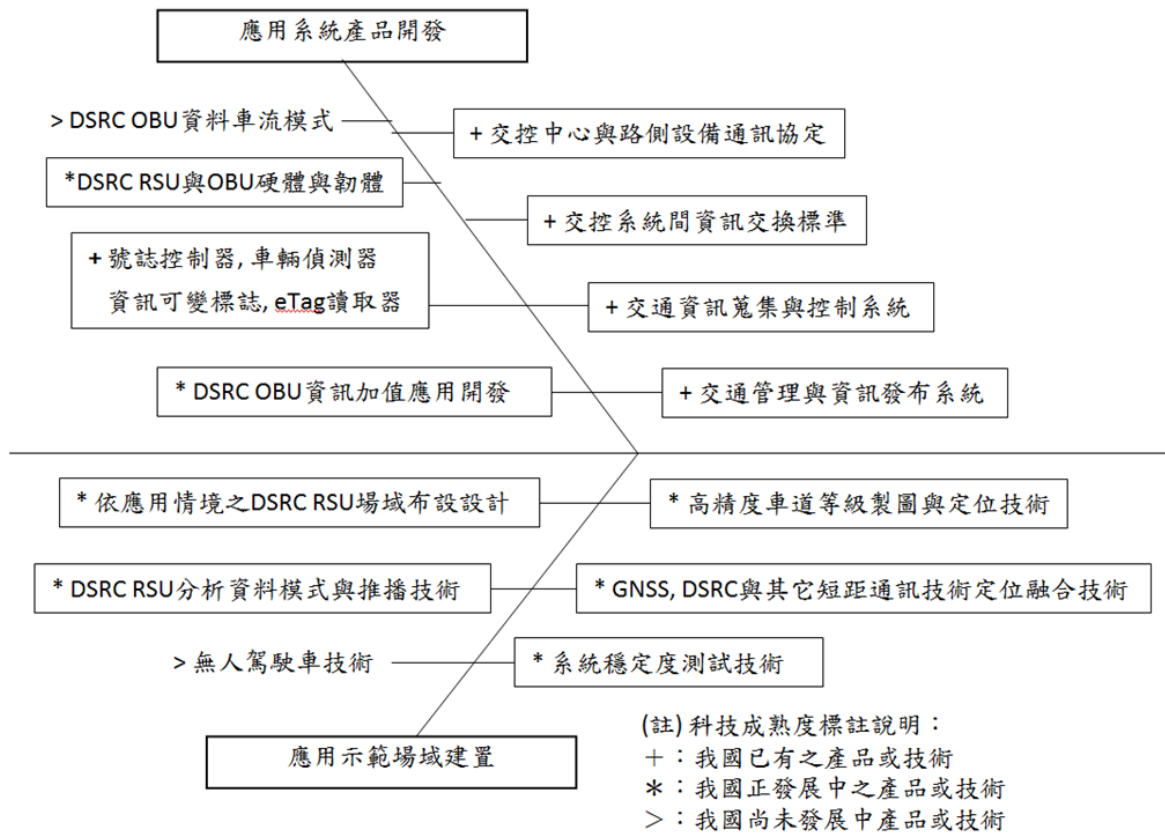 應用系統產品開發
> DSRC OBU資料車流模式
+ 交控中心與路側設備通訊協定
*DSRC RSU與OBU硬體與韌體
+ 交控系統間資訊交換標準
+ 號誌控制器, 車輛偵測器
資訊可變標誌, eTag讀取器
+ 交通資訊蒐集與控制系統
* DSRC OBU資訊加值應用開發
+ 交通管理與資訊發布系統
* 依應用情境之DSRC RSU場域布設設計
* 高精度車道等級製圖與定位技術
* DSRC RSU分析資料模式與推播技術
* GNSS, DSRC與其它短距通訊技術定位融合技術
> 無人駕駛車技術
* 系統穩定度測試技術
應用示範場域建置
(註) 科技成熟度標註說明：
＋：我國已有之產品或技術
＊：我國正發展中之產品或技術
＞：我國尚未發展中產品或技術